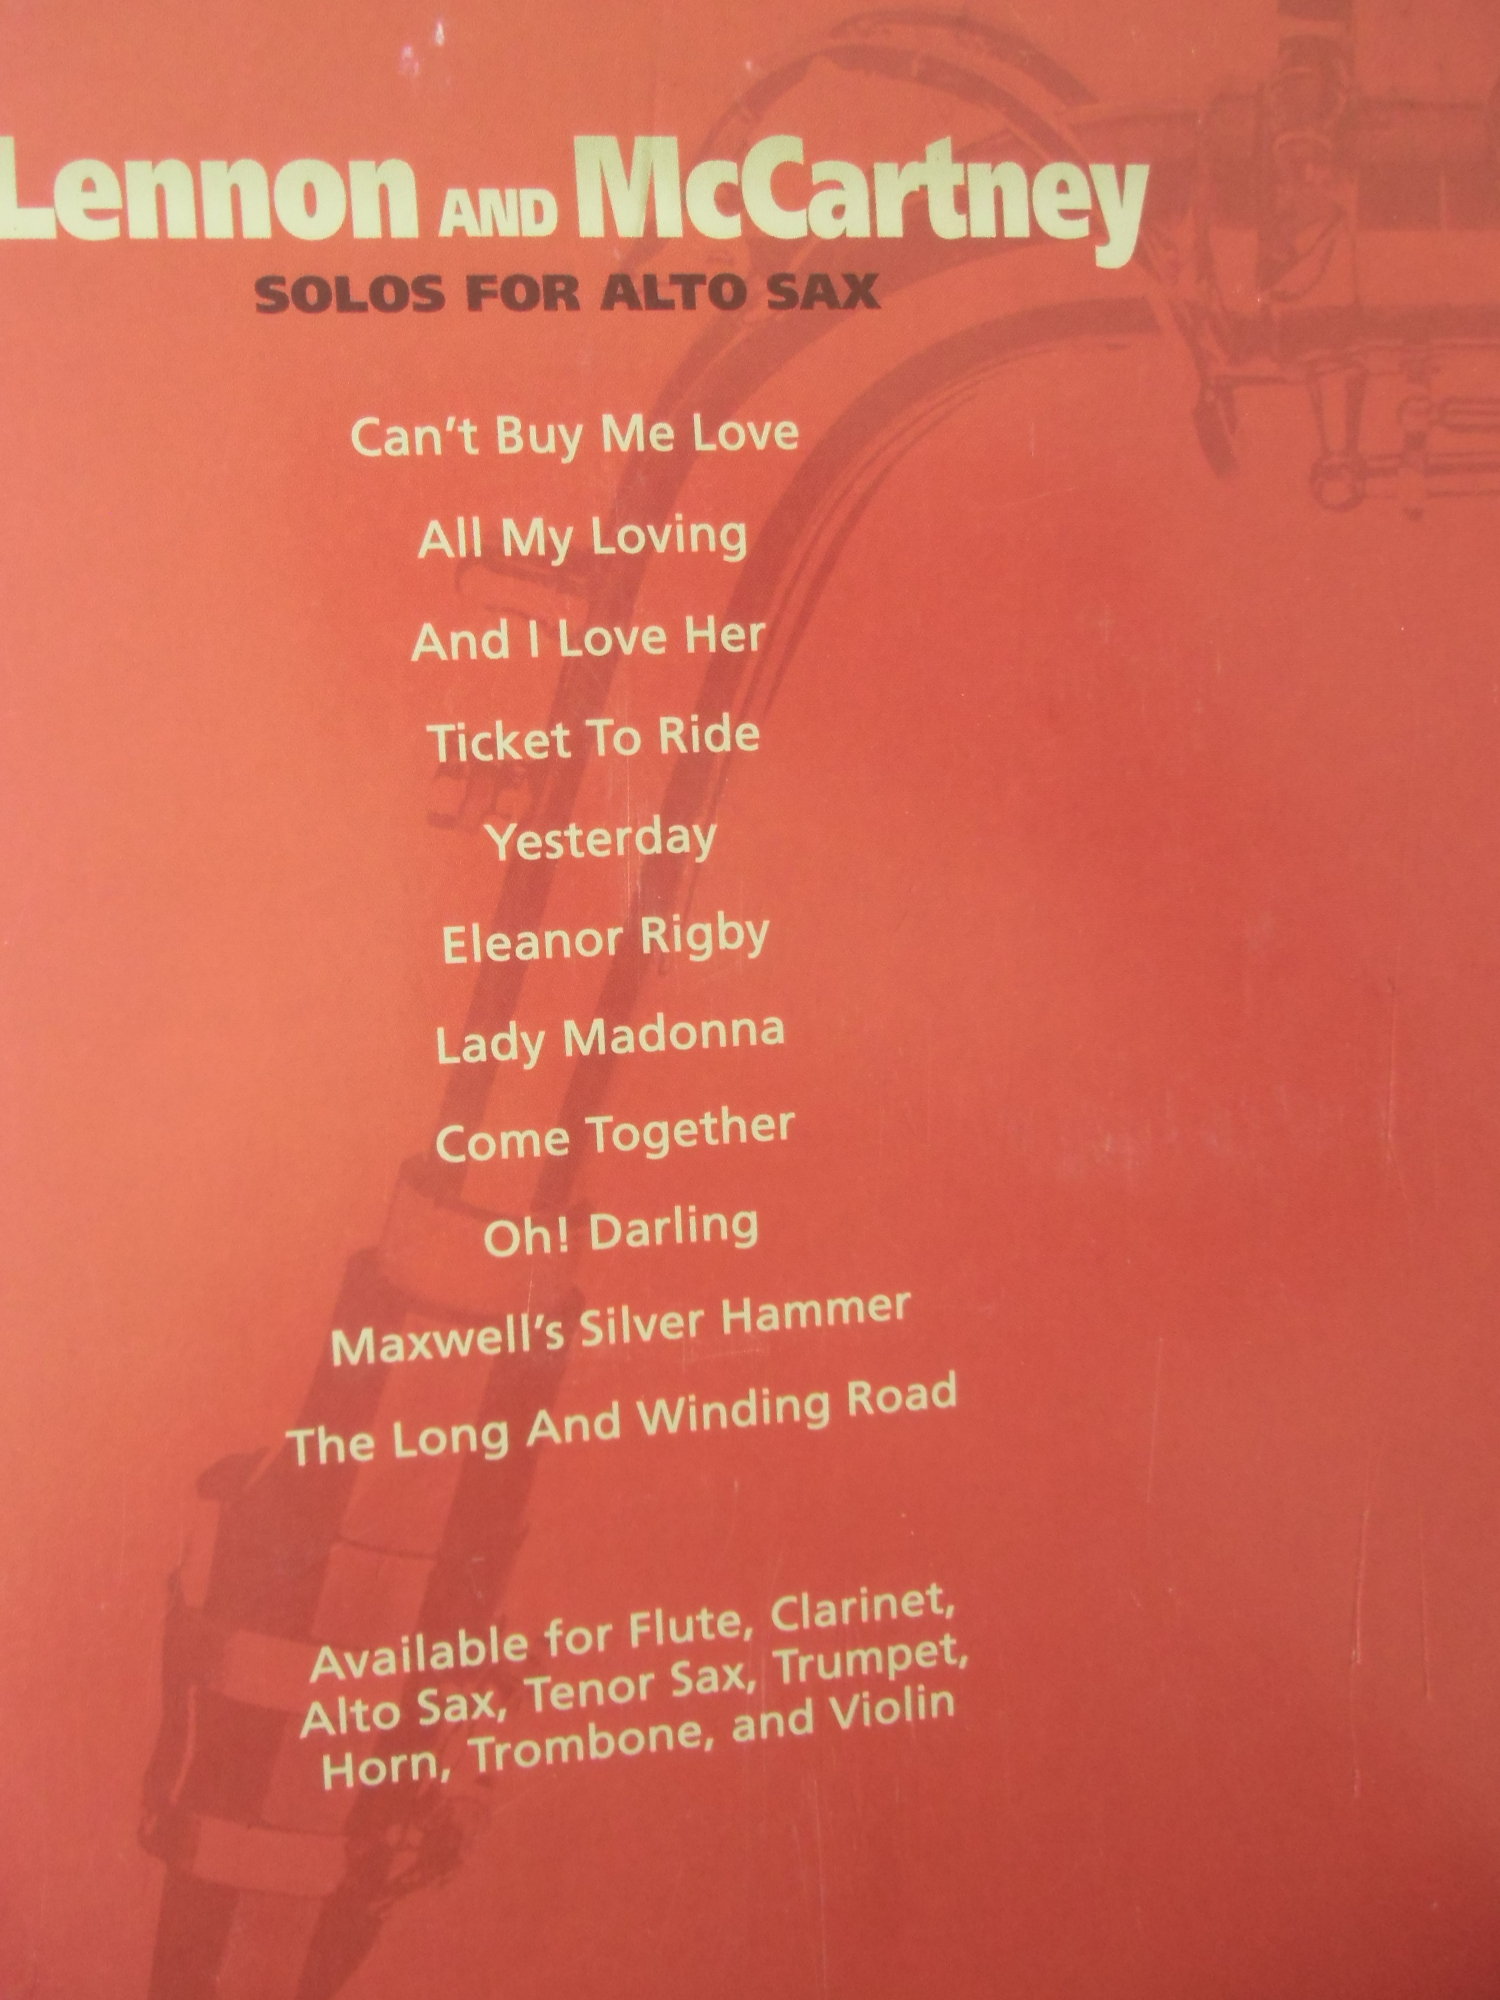 Lennon AND McCartney
SOLOS FOR ALTO SAX
Can't Buy Me Love
All My Loving
And I Love Her
Ticket To Ride
Yesterday
Eleanor Rigby
Lady Madonna
Come Together
Oh! Darling
Maxwell's Silver Hammer
The Long And Winding Road
Available for Flute, Clarinet,
Alto Sax, Tenor Sax, Trumpet,
Horn, Trombone, and Violin